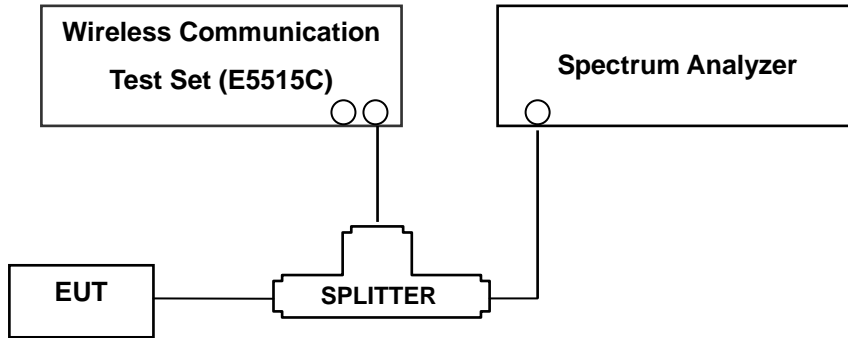 Wireless Communication
Test Set (E5515C)
Spectrum Analyzer
EUT
SPLITTER